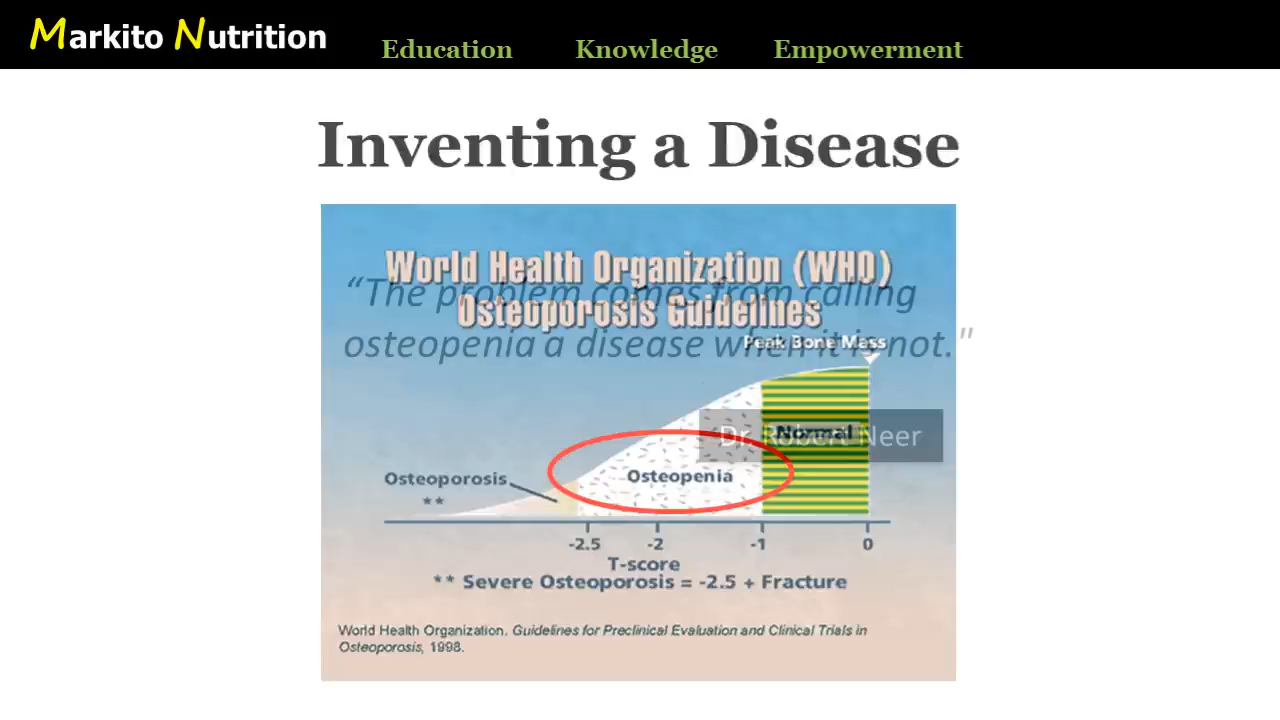 Markito Nutrition
Education Knowledge Empowerment
Inventing a Disease
World Health Organization (WHO)
Osteoporosis Guidelines
“The problem comes from calling
osteopenia a disease when it is not."
Peak Bone Mass
Dr. Robert Neer
Normal
Osteopenia
Osteoporosis
**
-2.5 -2 -1 0
T-score
** Severe Osteoporosis = -2.5 + Fracture
World Health Organization. Guidelines for Preclinical Evaluation and Clinical Trials in
Osteoporosis, 1998.